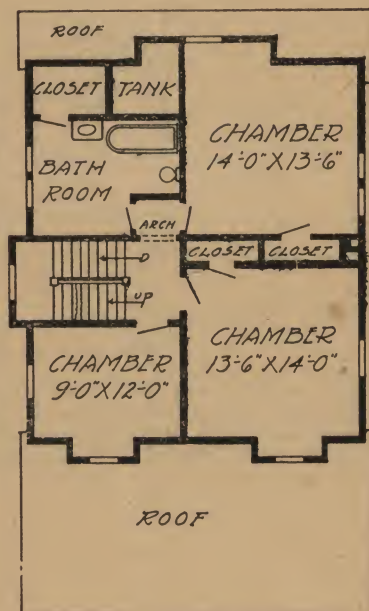 ROOF
CLOSET
TANK
CHAMBER
14'-0" X 13'-6"
BATH
ROOM
ARCH
D
UP
CLOSET
CLOSET
CHAMBER
9'-0" X 12'-0"
CHAMBER
13'-6" X 14'-0"
ROOF